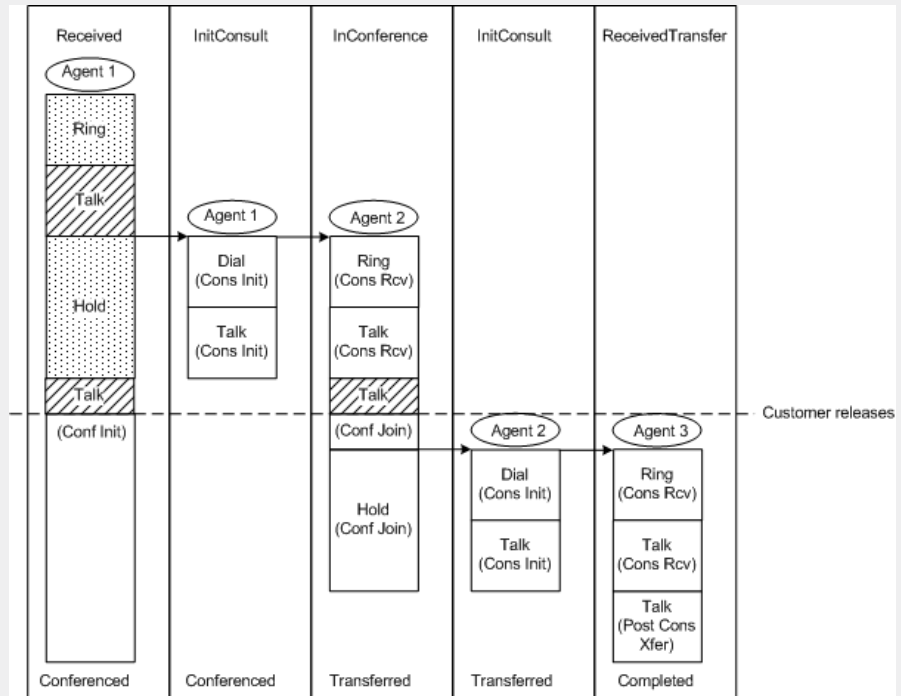 Received
InitConsult
InConference
InitConsult
ReceivedTransfer
Agent 1
Ring
Talk
Hold
Talk
(Conf Init)
Conferenced
Agent 1
Dial
(Cons Init)
Talk
(Cons Init)
Conferenced
Agent 2
Ring
(Cons Rcv)
Talk
(Cons Rcv)
Talk
(Conf Join)
Hold
(Conf Join)
Transferred
Agent 2
Dial
(Cons Init)
Talk
(Cons Init)
Transferred
Agent 3
Ring
(Cons Rcv)
Talk
(Cons Rcv)
Talk
(Post Cons
Xfer)
Completed
Customer releases